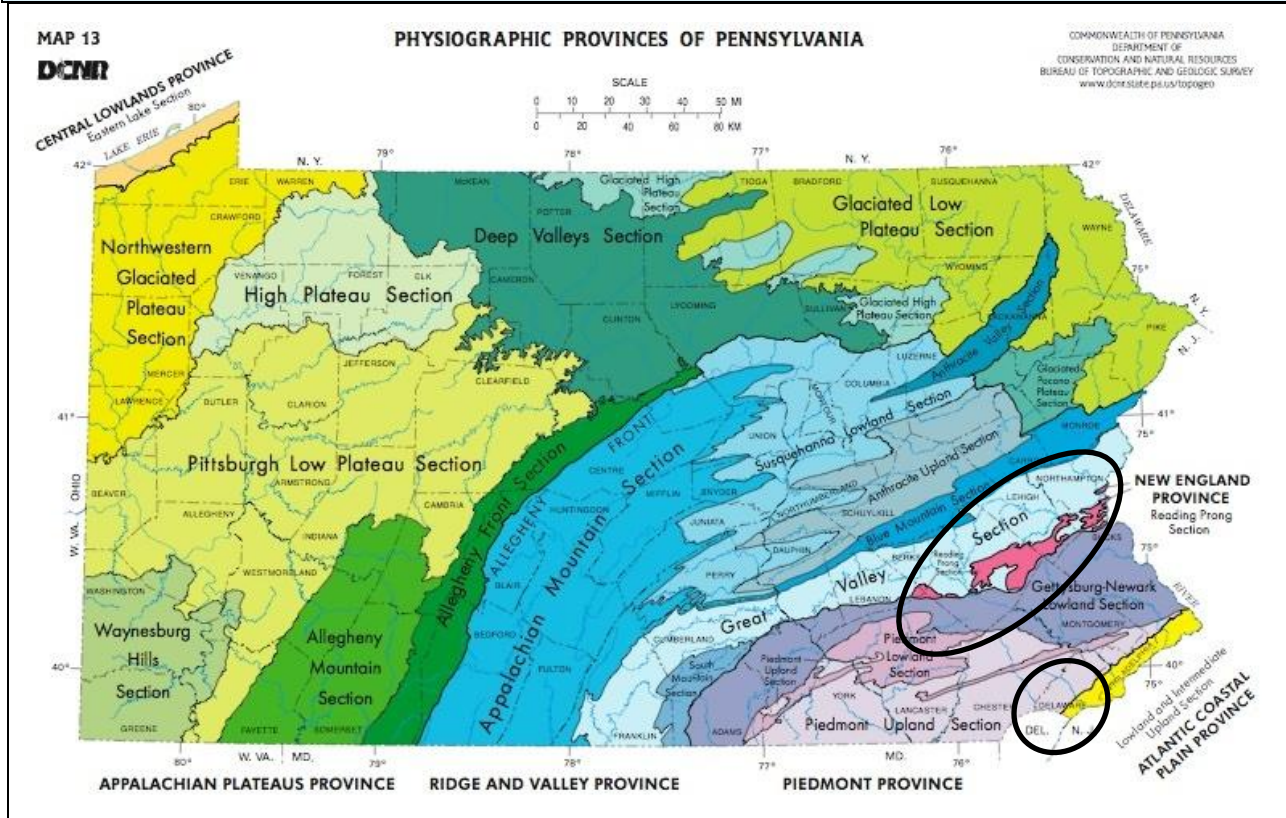 MAP 13
DCNR
PHYSIOGRAPHIC PROVINCES OF PENNSYLVANIA
COMMONWEALTH OF PENNSYLVANIA
DEPARTMENT OF
CONSERVATION AND NATURAL RESOURCES
BUREAU OF TOPOGRAPHIC AND GEOLOGIC SURVEY
www.dcnr.state.pa.us/topogeo
SCALE
0 10 20 30 40 50 MI
0 20 40 60 80 KM
CENTRAL LOWLANDS PROVINCE
Eastern Lake Section
LAKE ERIE
80°
42°
79°
N. Y.
78°
77°
N. Y.
76°
42°
ERIE
WARREN
McKEAN
Glaciated High
Plateau
Section
TIOGA
BRADFORD
SUSQUEHANNA
CRAWFORD
POTTER
Glaciated Low
Plateau Section
WAYNE
DELAWARE
Northwestern
Glaciated
Plateau
Section
Deep Valleys Section
VENANGO
FOREST
ELK
High Plateau Section
CAMERON
WYOMING
75°
LYCOMING
SULLIVAN
Glaciated High
Plateau Section
CLINTON
LACKAWANNA
Anthracite Valley Section
N. Y.
N. J.
PIKE
MERCER
JEFFERSON
CLEARFIELD
LUZERNE
Glaciated
Pocono
Plateau
Section
LAWRENCE
BUTLER
CLARION
COLUMBIA
MONTOUR
41°
41°
75°
MONROE
UNION
Susquehanna Lowland Section
Pittsburgh Low Plateau Section
CENTRE
ALLEGHENY FRONT
Allegheny Front Section
Appalachian Mountain Section
ARMSTRONG
BEAVER
OHIO
W. VA.
ALLEGHENY
INDIANA
CAMBRIA
MIFFLIN
SNYDER
NORTHUMBERLAND
Anthracite Upland Section
CARBON
HUNTINGDON
JUNIATA
SCHUYLKILL
Blue Mountain Section
NORTHAMPTON
LEHIGH
NEW ENGLAND
PROVINCE
Reading Prong
Section
WESTMORELAND
BLAIR
PERRY
DAUPHIN
BERKS
Reading
Prong
Section
BUCKS
75°
WASHINGTON
LEBANON
Great Valley Section
Gettysburg-Newark
Lowland Section
RIVER
Waynesburg
Hills
Section
Allegheny
Mountain
Section
BEDFORD
CUMBERLAND
MONTGOMERY
40°
FULTON
South
Mountain
Section
Piedmont
Upland
Section
Piedmont
Lowland
Section
PHILADELPHIA
40°
75°
YORK
LANCASTER
CHESTER
DELAWARE
Lowland and Intermediate
Upland Section
ATLANTIC COASTAL
PLAIN PROVINCE
GREENE
FAYETTE
SOMERSET
FRANKLIN
ADAMS
Piedmont Upland Section
DEL.
N. J.
80°
W. VA.
MD.
79°
78°
77°
MD.
76°
APPALACHIAN PLATEAUS PROVINCE
RIDGE AND VALLEY PROVINCE
PIEDMONT PROVINCE